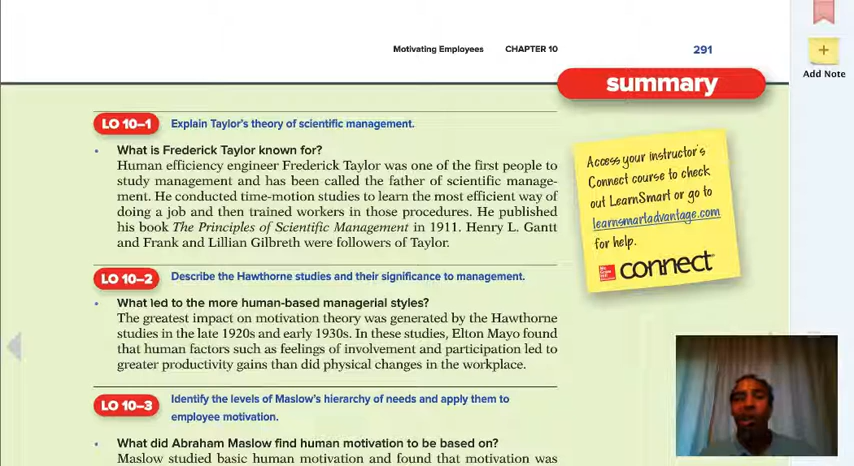 Motivating Employees CHAPTER 10 291
Add Note
summary
LO 10–1 Explain Taylor's theory of scientific management.
• What is Frederick Taylor known for?
Human efficiency engineer Frederick Taylor was one of the first people to
study management and has been called the father of scientific manage-
ment. He conducted time-motion studies to learn the most efficient way of
doing a job and then trained workers in those procedures. He published
his book The Principles of Scientific Management in 1911. Henry L. Gantt
and Frank and Lillian Gilbreth were followers of Taylor.
Access your instructor's
Connect course to check
out LearnSmart or go to
learnsmartadvantage.com
for help.
connect
LO 10–2 Describe the Hawthorne studies and their significance to management.
• What led to the more human-based managerial styles?
The greatest impact on motivation theory was generated by the Hawthorne
studies in the late 1920s and early 1930s. In these studies, Elton Mayo found
that human factors such as feelings of involvement and participation led to
greater productivity gains than did physical changes in the workplace.
LO 10–3 Identify the levels of Maslow's hierarchy of needs and apply them to
employee motivation.
• What did Abraham Maslow find human motivation to be based on?
Maslow studied basic human motivation and found that motivation was